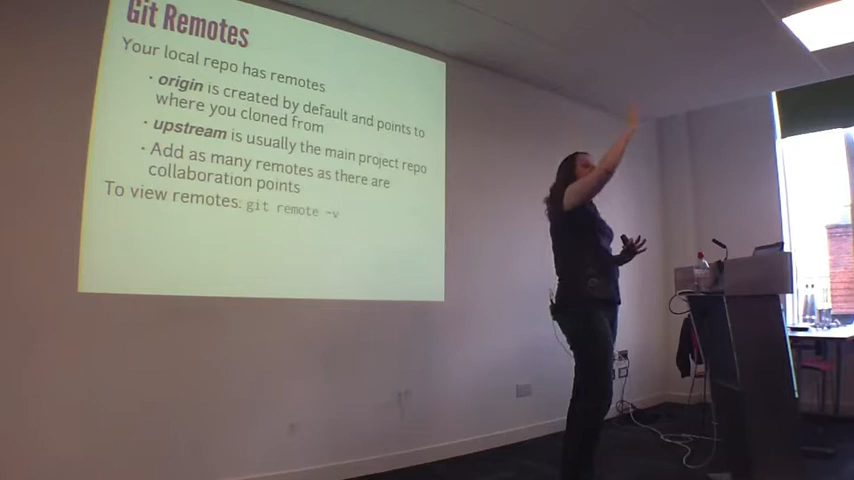 Git Remotes
Your local repo has remotes
• origin is created by default and points to
where you cloned from
• upstream is usually the main project repo
• Add as many remotes as there are
collaboration points
To view remotes: git remote -v